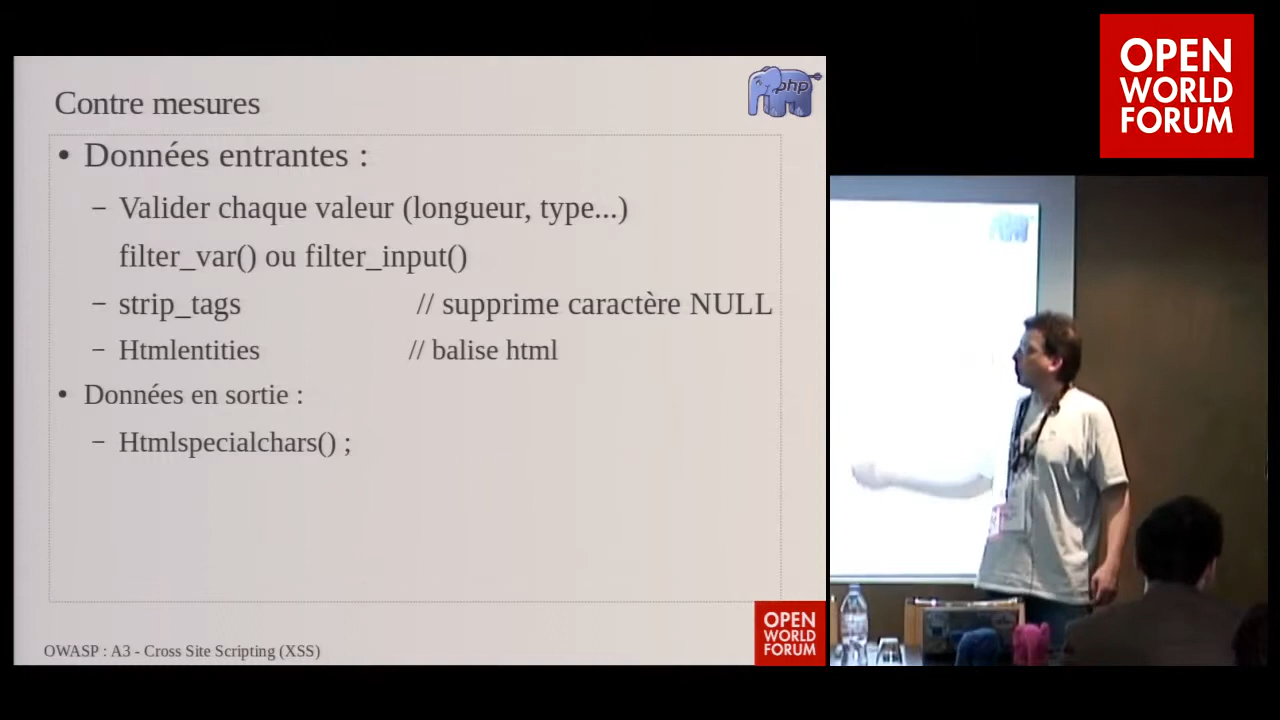 Contre mesures
php
• Données entrantes :
– Valider chaque valeur (longueur, type...)
filter_var() ou filter_input()
– strip_tags // supprime caractère NULL
– Htmlentities // balise html
• Données en sortie :
– Htmlspecialchars() ;
OWASP : A3 - Cross Site Scripting (XSS)
OPEN
WORLD
FORUM
OPEN
WORLD
FORUM